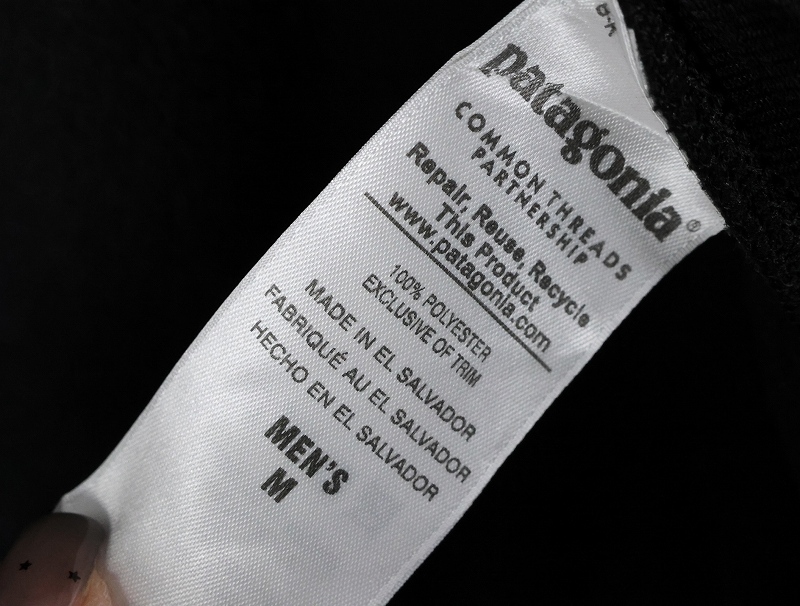 patagonia®
COMMON THREADS
PARTNERSHIP
Repair, Reuse, Recycle
This Product
www.patagonia.com
100% POLYESTER
EXCLUSIVE OF TRIM
MADE IN EL SALVADOR
FABRIQUÉ AU EL SALVADOR
HECHO EN EL SALVADOR
MEN'S
M